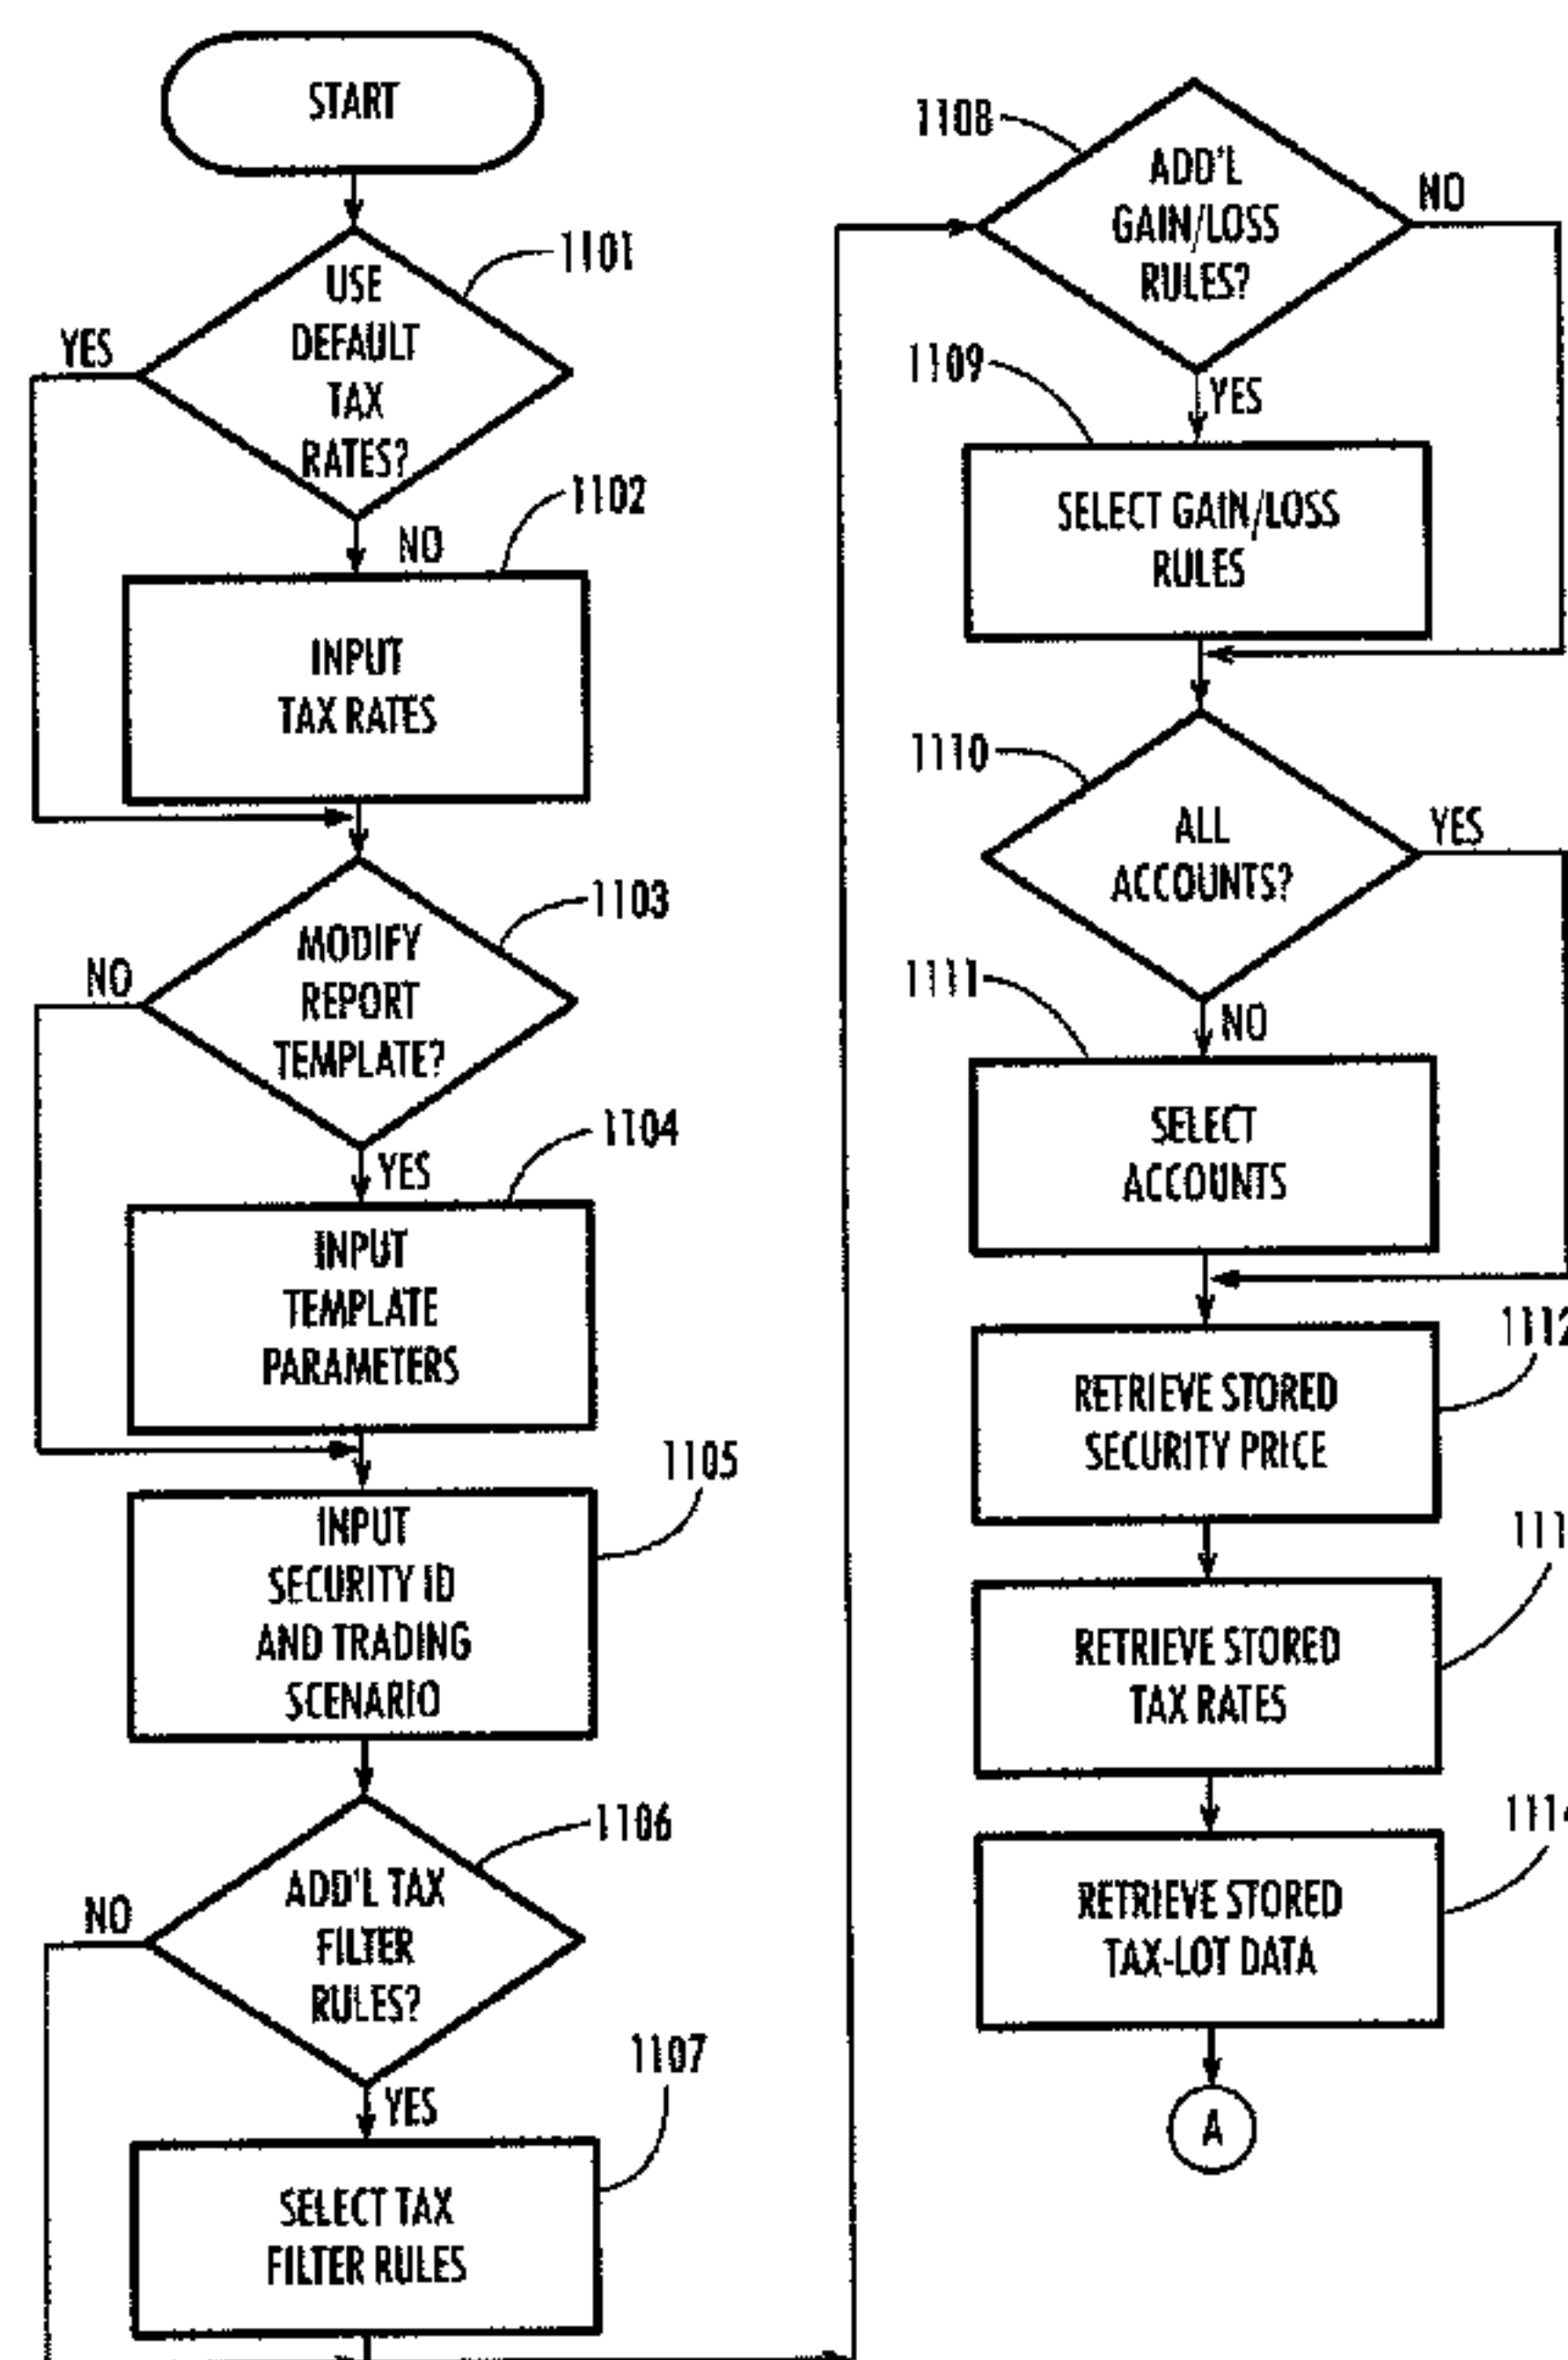 START
1101
USE
DEFAULT
TAX
RATES?
YES
1102
NO
INPUT
TAX RATES
1103
MODIFY
REPORT
TEMPLATE?
NO
1104
YES
INPUT
TEMPLATE
PARAMETERS
1105
INPUT
SECURITY ID
AND TRADING
SCENARIO
1106
ADD'L TAX
FILTER
RULES?
NO
1107
YES
SELECT TAX
FILTER RULES
1108
ADD'L
GAIN/LOSS
RULES?
NO
1109
YES
SELECT GAIN/LOSS
RULES
1110
ALL
ACCOUNTS?
YES
1111
NO
SELECT
ACCOUNTS
1112
RETRIEVE STORED
SECURITY PRICE
111
RETRIEVE STORED
TAX RATES
1114
RETRIEVE STORED
TAX-LOT DATA
A